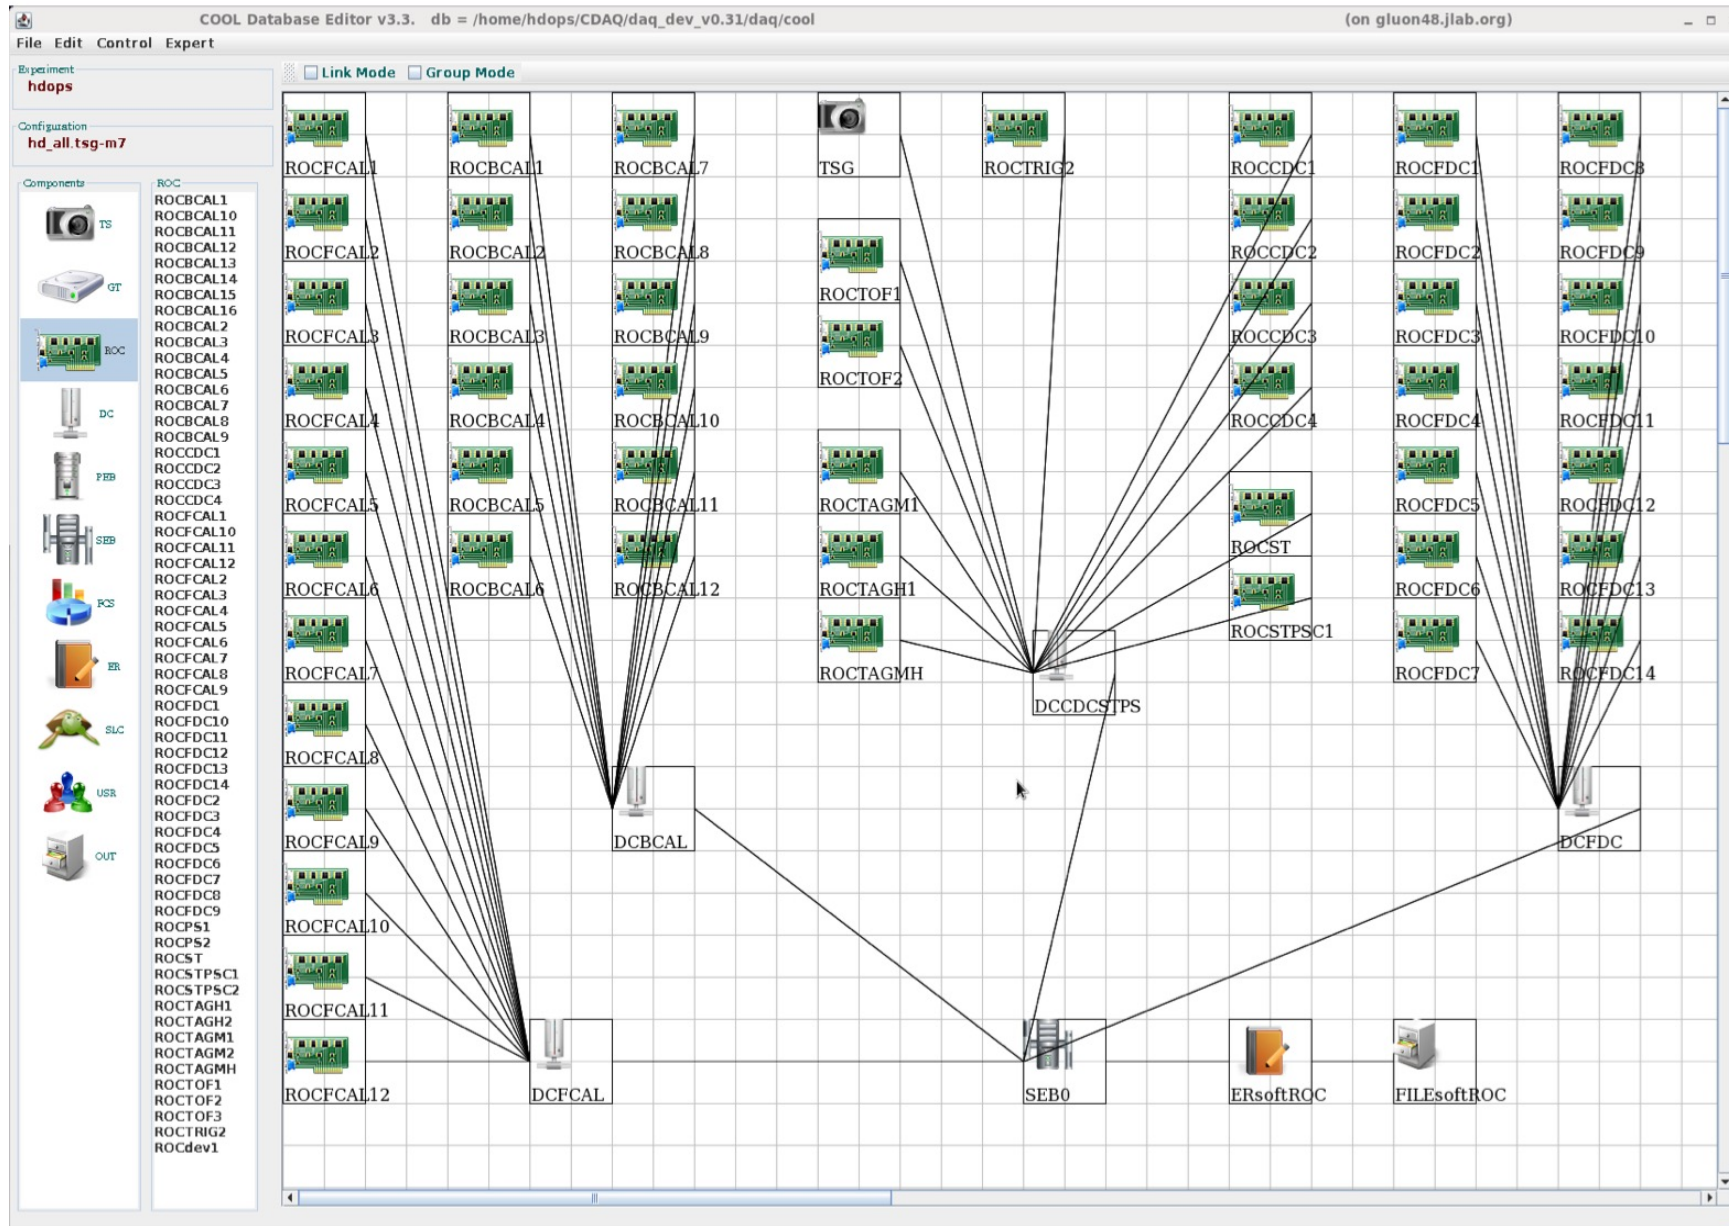 COOL Database Editor v3.3.   db = /home/hdops/CDAQ/daq_dev_v0.31/daq/cool   (on gluon48.jlab.org)
File Edit Control Expert
Experiment
hdops
Configuration
hd_all.tsg-m7
Components
TS
GT
ROC
DC
PEB
SEB
FCS
ER
SLC
USR
OUT
ROC
ROCBCAL1
ROCBCAL10
ROCBCAL11
ROCBCAL12
ROCBCAL13
ROCBCAL14
ROCBCAL15
ROCBCAL16
ROCBCAL2
ROCBCAL3
ROCBCAL4
ROCBCAL5
ROCBCAL6
ROCBCAL7
ROCBCAL8
ROCBCAL9
ROCCDC1
ROCCDC2
ROCCDC3
ROCCDC4
ROCFCAL1
ROCFCAL10
ROCFCAL11
ROCFCAL12
ROCFCAL2
ROCFCAL3
ROCFCAL4
ROCFCAL5
ROCFCAL6
ROCFCAL7
ROCFCAL8
ROCFCAL9
ROCFDC1
ROCFDC10
ROCFDC11
ROCFDC12
ROCFDC13
ROCFDC14
ROCFDC2
ROCFDC3
ROCFDC4
ROCFDC5
ROCFDC6
ROCFDC7
ROCFDC8
ROCFDC9
ROCPS1
ROCPS2
ROCST
ROCSTPSC1
ROCSTPSC2
ROCTAGH1
ROCTAGH2
ROCTAGM1
ROCTAGM2
ROCTAGMH
ROCTOF1
ROCTOF2
ROCTOF3
ROCTRIG2
ROCdev1
Link Mode Group Mode
ROCFCAL1 ROCBCAL1 ROCBCAL7 TSG ROCTRIG2 ROCCDC1 ROCFDC1 ROCFDC8
ROCFCAL2 ROCBCAL2 ROCBCAL8 ROCCDC2 ROCFDC2 ROCFDC9
ROCTOF1
ROCFCAL3 ROCBCAL3 ROCBCAL9 ROCCDC3 ROCFDC3 ROCFDC10
ROCTOF2
ROCFCAL4 ROCBCAL4 ROCBCAL10 ROCCDC4 ROCFDC4 ROCFDC11
ROCFCAL5 ROCBCAL5 ROCBCAL11 ROCTAGM1 ROCFDC5 ROCFDC12
ROCST
ROCFCAL6 ROCBCAL6 ROCBCAL12 ROCTAGH1 ROCFDC6 ROCFDC13
ROCSTPSC1
ROCFCAL7 ROCTAGMH ROCFDC7 ROCFDC14
DCCDCSTPS
ROCFCAL8
ROCFCAL9 DCBCAL DCFDC
ROCFCAL10
ROCFCAL11
ROCFCAL12 DCFCAL SEB0 ERsoftROC FILEsoftROC